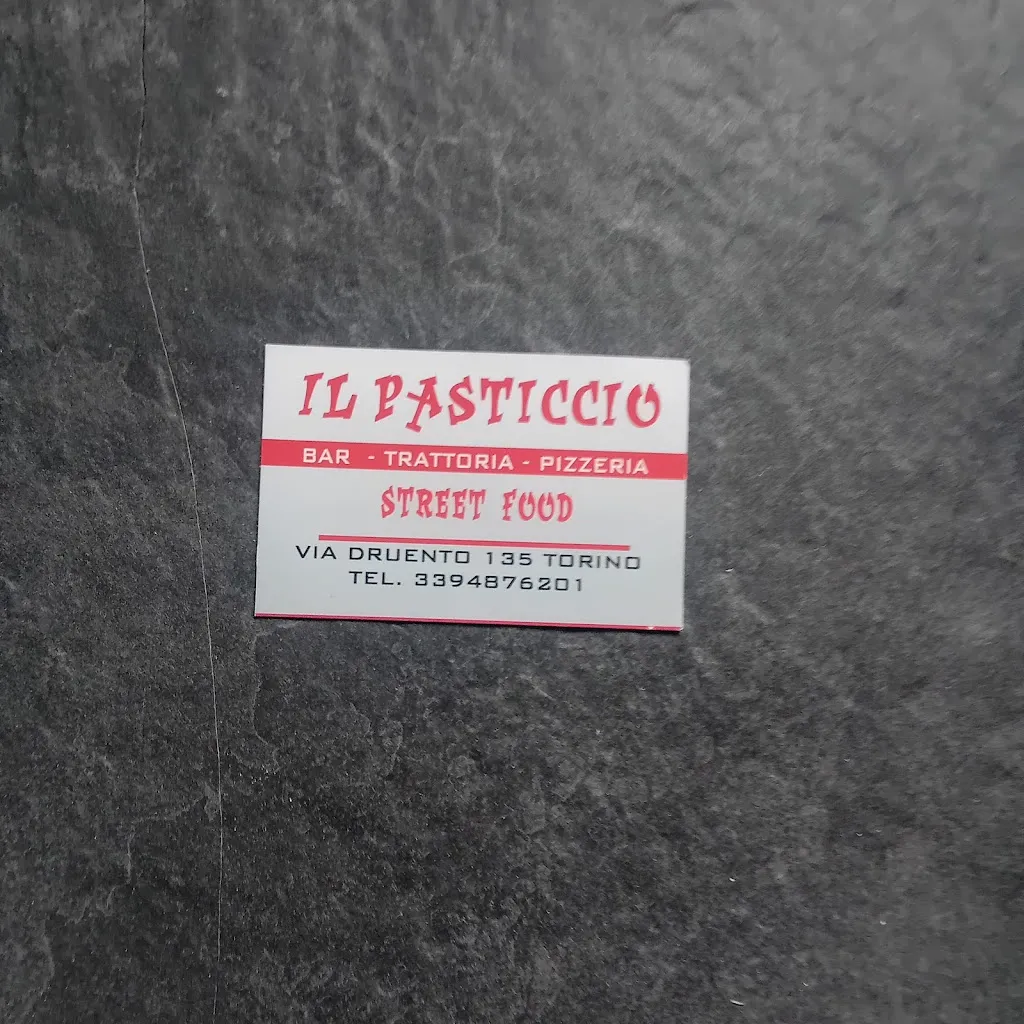 IL PASTICCIO
BAR - TRATTORIA - PIZZERIA
STREET FOOD
VIA DRUENTO 135 TORINO
TEL. 3394876201